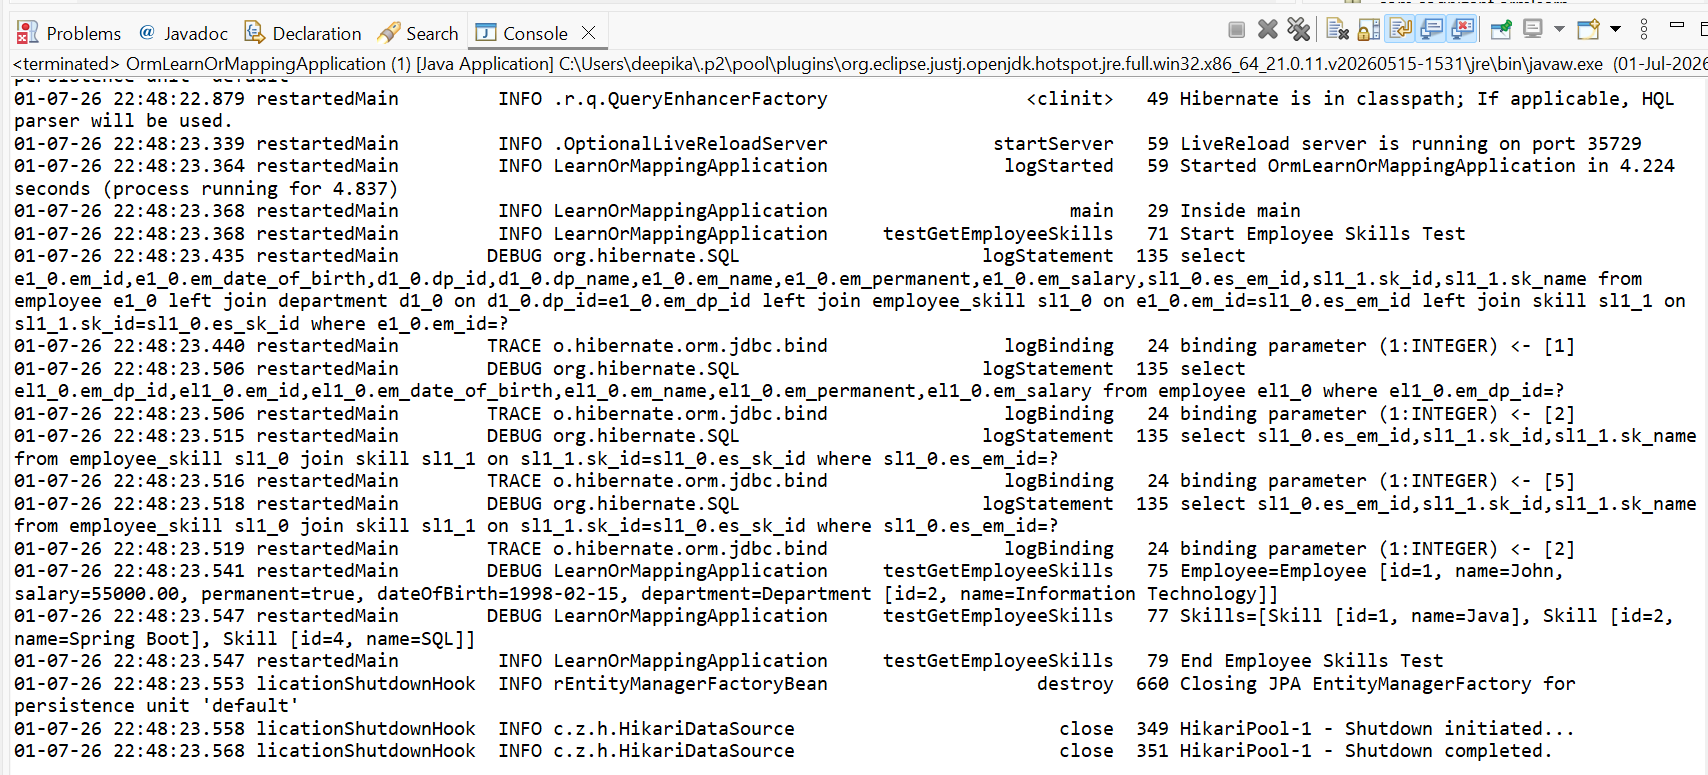 Problems @ Javadoc Declaration Search Console
<terminated> OrmLearnOrMappingApplication (1) [Java Application] C:\Users\deepika\.p2\pool\plugins\org.eclipse.justj.openjdk.hotspot.jre.full.win32.x86_64_21.0.11.v20260515-1531\jre\bin\javaw.exe (01-Jul-2026
persistence unit 'default'
01-07-26 22:48:22.879 restartedMain INFO .r.q.QueryEnhancerFactory <clinit> 49 Hibernate is in classpath; If applicable, HQL
parser will be used.
01-07-26 22:48:23.339 restartedMain INFO .OptionalLiveReloadServer startServer 59 LiveReload server is running on port 35729
01-07-26 22:48:23.364 restartedMain INFO LearnOrMappingApplication logStarted 59 Started OrmLearnOrMappingApplication in 4.224
seconds (process running for 4.837)
01-07-26 22:48:23.368 restartedMain INFO LearnOrMappingApplication main 29 Inside main
01-07-26 22:48:23.368 restartedMain INFO LearnOrMappingApplication testGetEmployeeSkills 71 Start Employee Skills Test
01-07-26 22:48:23.435 restartedMain DEBUG org.hibernate.SQL logStatement 135 select
e1_0.em_id,e1_0.em_date_of_birth,d1_0.dp_id,d1_0.dp_name,e1_0.em_name,e1_0.em_permanent,e1_0.em_salary,sl1_0.es_em_id,sl1_1.sk_id,sl1_1.sk_name from
employee e1_0 left join department d1_0 on d1_0.dp_id=e1_0.em_dp_id left join employee_skill sl1_0 on e1_0.em_id=sl1_0.es_em_id left join skill sl1_1 on
sl1_1.sk_id=sl1_0.es_sk_id where e1_0.em_id=?
01-07-26 22:48:23.440 restartedMain TRACE o.hibernate.orm.jdbc.bind logBinding 24 binding parameter (1:INTEGER) <- [1]
01-07-26 22:48:23.506 restartedMain DEBUG org.hibernate.SQL logStatement 135 select
el1_0.em_dp_id,el1_0.em_id,el1_0.em_date_of_birth,el1_0.em_name,el1_0.em_permanent,el1_0.em_salary from employee el1_0 where el1_0.em_dp_id=?
01-07-26 22:48:23.506 restartedMain TRACE o.hibernate.orm.jdbc.bind logBinding 24 binding parameter (1:INTEGER) <- [2]
01-07-26 22:48:23.515 restartedMain DEBUG org.hibernate.SQL logStatement 135 select sl1_0.es_em_id,sl1_1.sk_id,sl1_1.sk_name
from employee_skill sl1_0 join skill sl1_1 on sl1_1.sk_id=sl1_0.es_sk_id where sl1_0.es_em_id=?
01-07-26 22:48:23.516 restartedMain TRACE o.hibernate.orm.jdbc.bind logBinding 24 binding parameter (1:INTEGER) <- [5]
01-07-26 22:48:23.518 restartedMain DEBUG org.hibernate.SQL logStatement 135 select sl1_0.es_em_id,sl1_1.sk_id,sl1_1.sk_name
from employee_skill sl1_0 join skill sl1_1 on sl1_1.sk_id=sl1_0.es_sk_id where sl1_0.es_em_id=?
01-07-26 22:48:23.519 restartedMain TRACE o.hibernate.orm.jdbc.bind logBinding 24 binding parameter (1:INTEGER) <- [2]
01-07-26 22:48:23.541 restartedMain DEBUG LearnOrMappingApplication testGetEmployeeSkills 75 Employee=Employee [id=1, name=John,
salary=55000.00, permanent=true, dateOfBirth=1998-02-15, department=Department [id=2, name=Information Technology]]
01-07-26 22:48:23.547 restartedMain DEBUG LearnOrMappingApplication testGetEmployeeSkills 77 Skills=[Skill [id=1, name=Java], Skill [id=2,
name=Spring Boot], Skill [id=4, name=SQL]]
01-07-26 22:48:23.547 restartedMain INFO LearnOrMappingApplication testGetEmployeeSkills 79 End Employee Skills Test
01-07-26 22:48:23.553 licationShutdownHook INFO rEntityManagerFactoryBean destroy 660 Closing JPA EntityManagerFactory for
persistence unit 'default'
01-07-26 22:48:23.558 licationShutdownHook INFO c.z.h.HikariDataSource close 349 HikariPool-1 - Shutdown initiated...
01-07-26 22:48:23.568 licationShutdownHook INFO c.z.h.HikariDataSource close 351 HikariPool-1 - Shutdown completed.